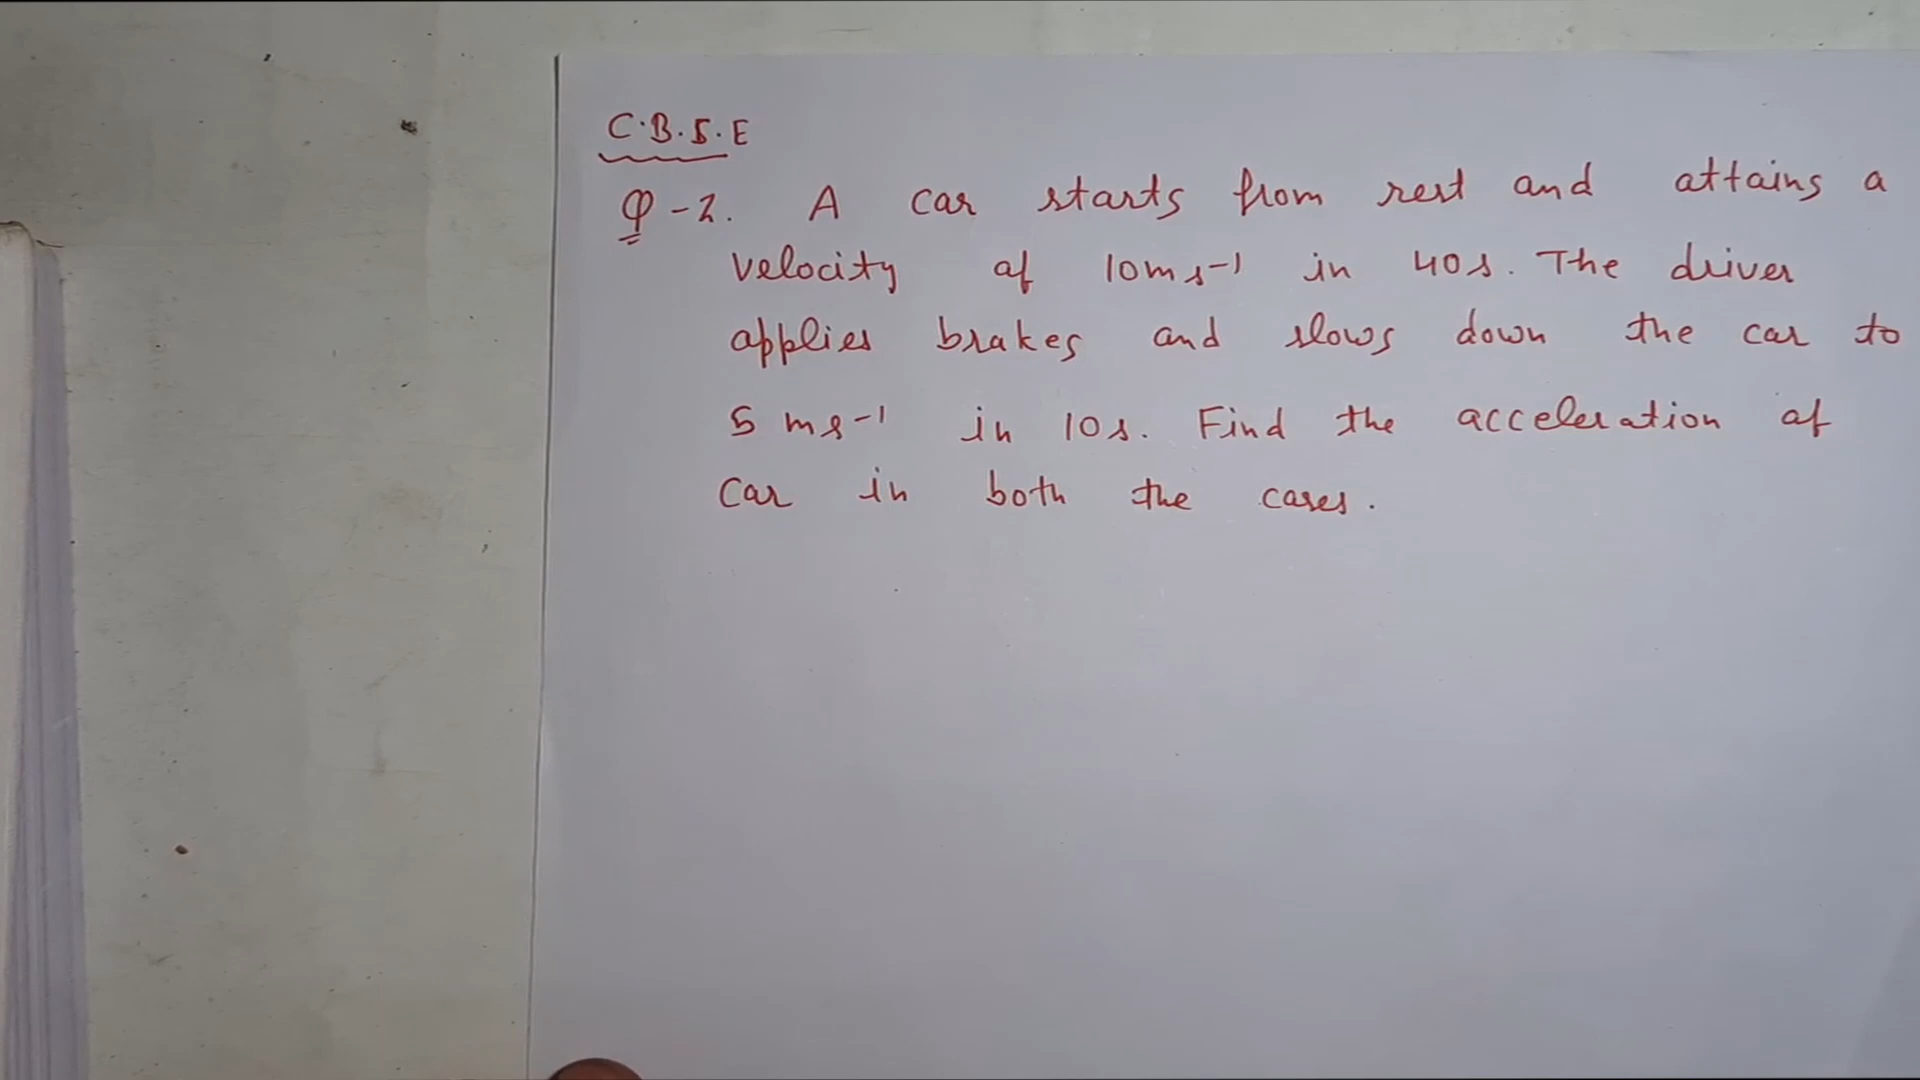 C.B.S.E
Q-2. A car starts from rest and attains a
velocity of 10ms-1 in 40s. The driver
applies brakes and slows down the car to
5 ms-1 in 10s. Find the acceleration of
car in both the cases.